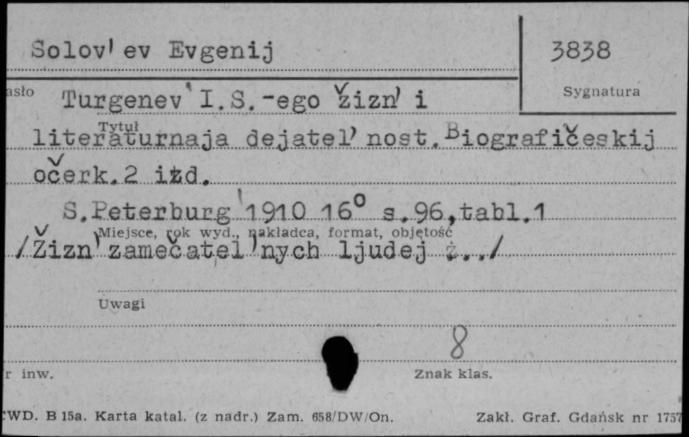 Solov'ev Evgenij
3838
asło
Sygnatura
Turgenev I.S.-ego žizn' i
Tytuł
literaturnaja dejatel'nost. Biografičeskij
očerk.2 izd.
S.Peterburg 1910 16° s.96,tabl.1
Miejsce, rok wyd., nakładca, format, objętość
/Žizn'zamečatel'nych ljudej ż../
Uwagi
8
r inw.
Znak klas.
WD. B 15a. Karta katal. (z nadr.) Zam. 658/DW/On.
Zakł. Graf. Gdańsk nr 1757